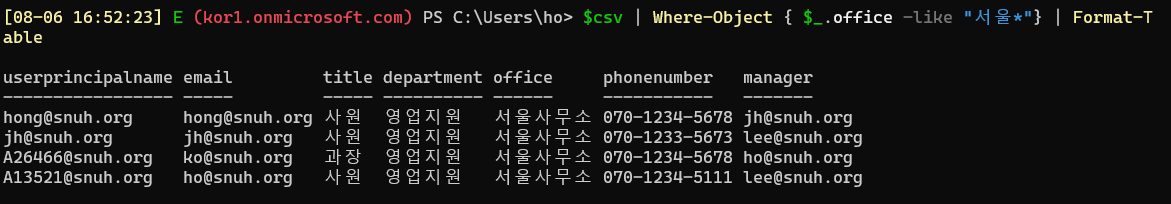 [08-06 16:52:23] E (kor1.onmicrosoft.com) PS C:\Users\ho> $csv | Where-Object { $_.office -like "서울*"} | Format-T
able
userprincipalname email title department office phonenumber manager
----------------- ----- ----- ---------- ------ ----------- -------
hong@snuh.org hong@snuh.org 사원 영업지원 서울사무소 070-1234-5678 jh@snuh.org
jh@snuh.org jh@snuh.org 사원 영업지원 서울사무소 070-1233-5673 lee@snuh.org
A26466@snuh.org ko@snuh.org 과장 영업지원 서울사무소 070-1234-5678 ho@snuh.org
A13521@snuh.org ho@snuh.org 사원 영업지원 서울사무소 070-1234-5111 lee@snuh.org